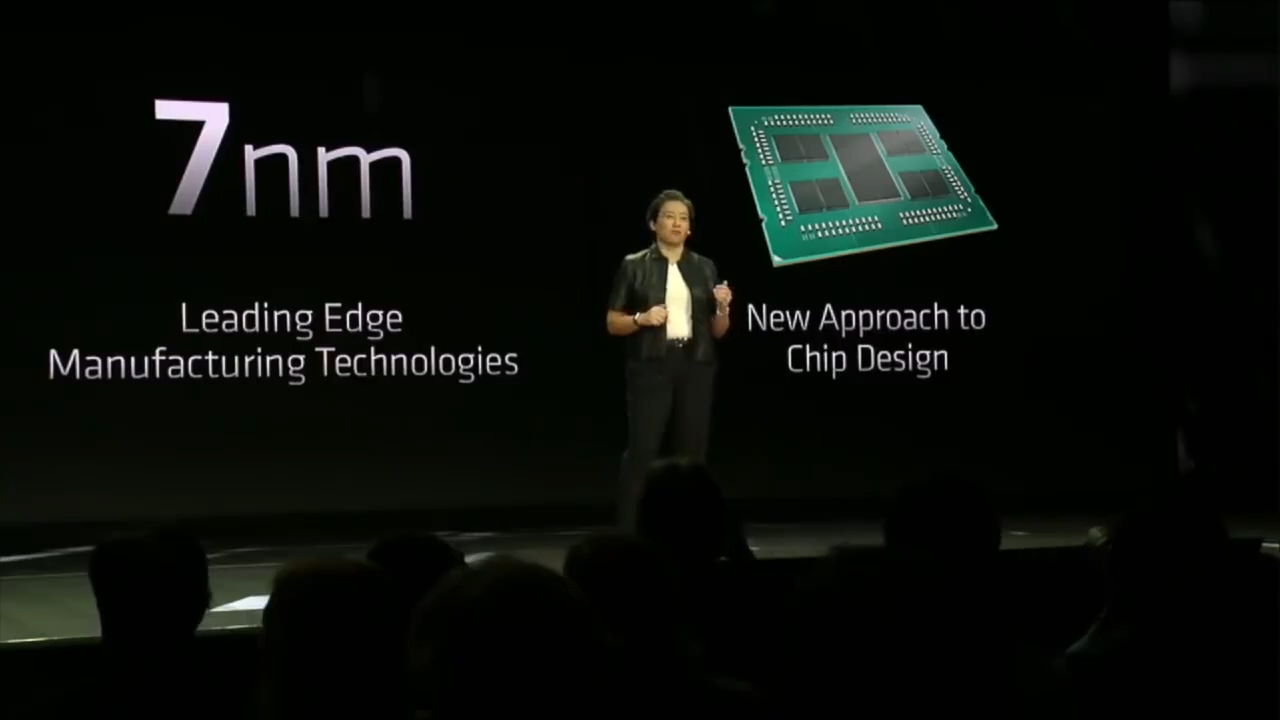 7nm
Leading Edge
Manufacturing Technologies
New Approach to
Chip Design